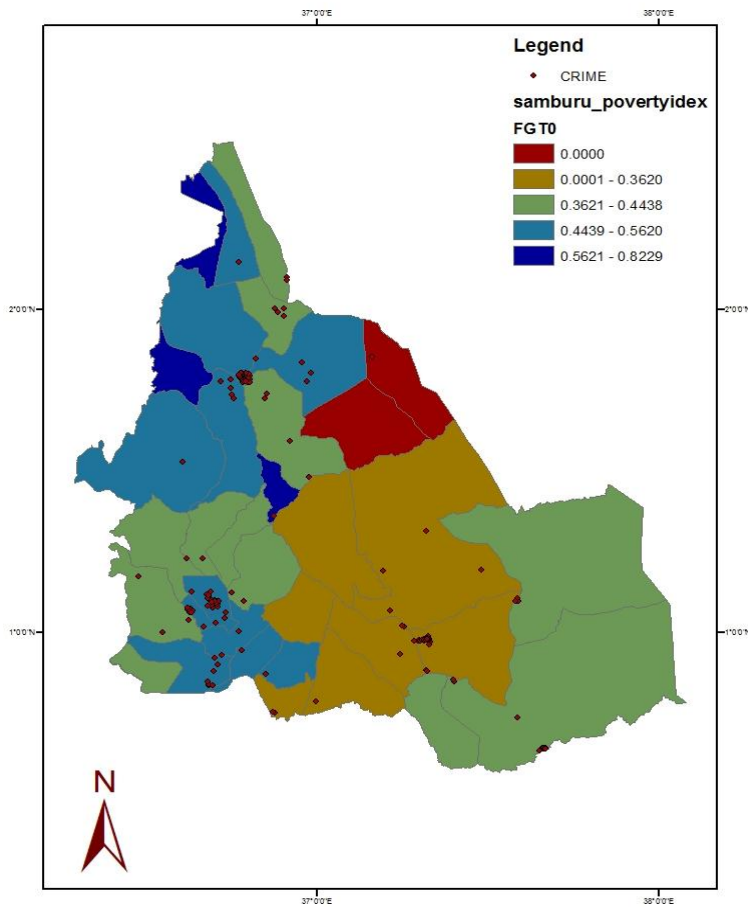 37°0'0"E 38°0'0"E
Legend
CRIME
samburu_povertyidex
FGT0
0.0000
0.0001 - 0.3620
0.3621 - 0.4438
0.4439 - 0.5620
0.5621 - 0.8229
2°0'0"N 2°0'0"N
1°0'0"N 1°0'0"N
N
37°0'0"E 38°0'0"E